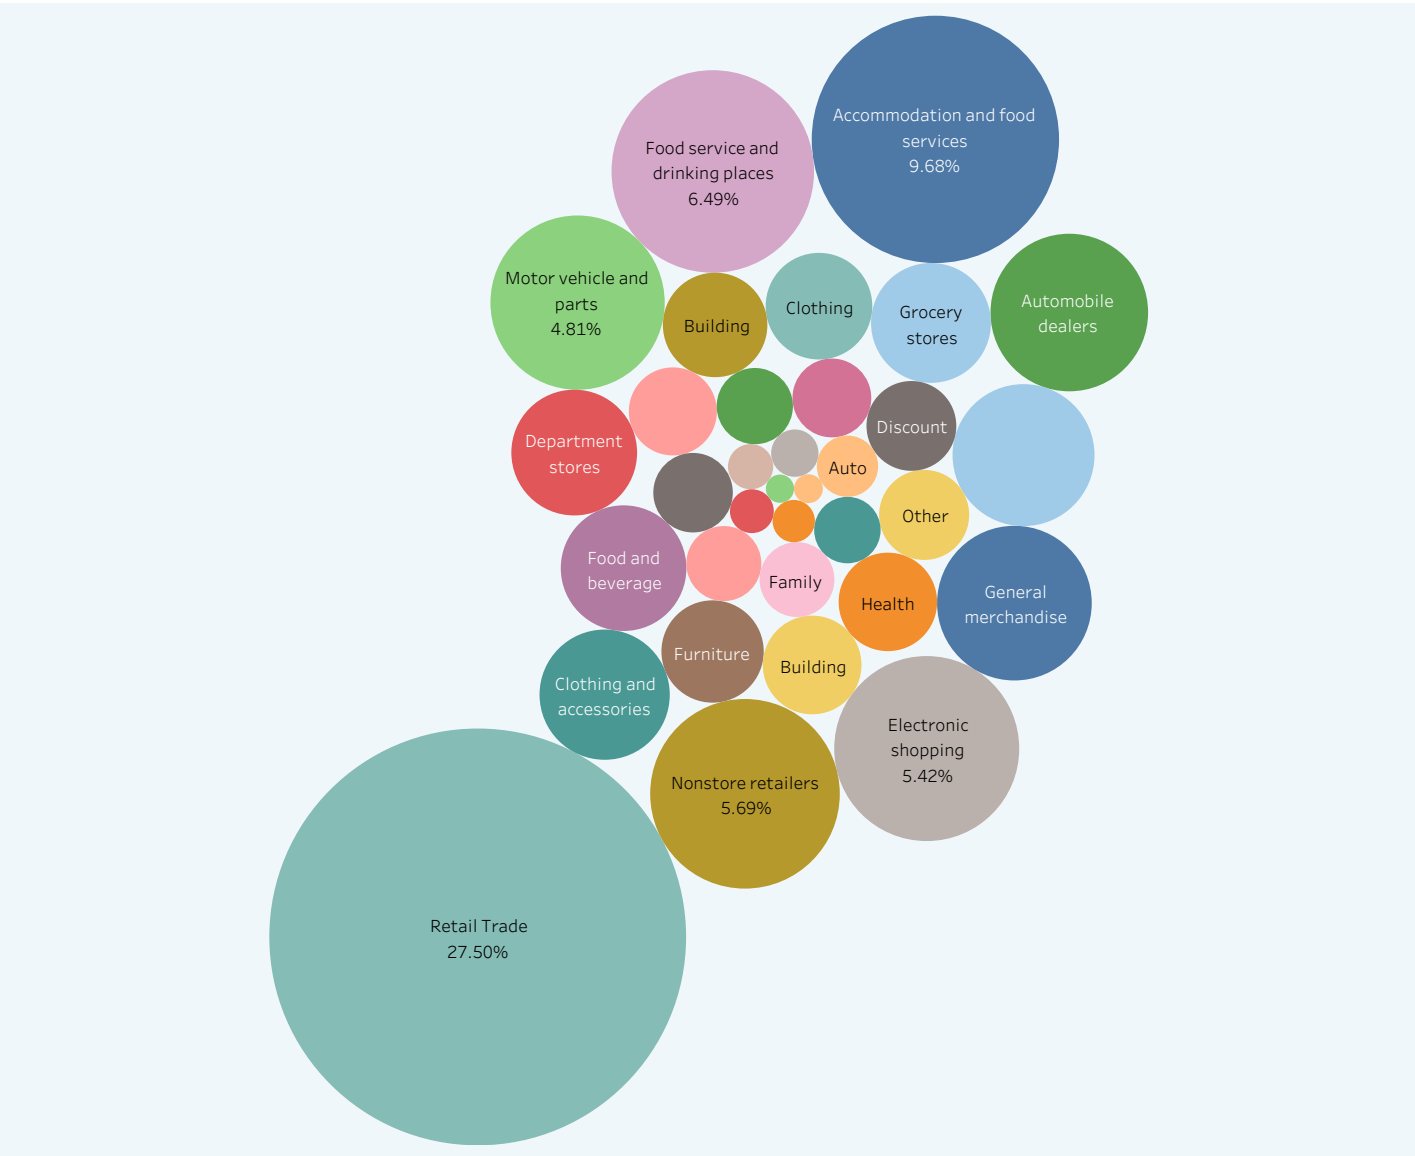 Accommodation and food
services
9.68%
Food service and
drinking places
6.49%
Motor vehicle and
parts
4.81%
Building
Clothing
Grocery
stores
Automobile
dealers
Department
stores
Discount
Auto
Other
Food and
beverage
Family
Health
General
merchandise
Furniture
Building
Clothing and
accessories
Electronic
shopping
5.42%
Nonstore retailers
5.69%
Retail Trade
27.50%